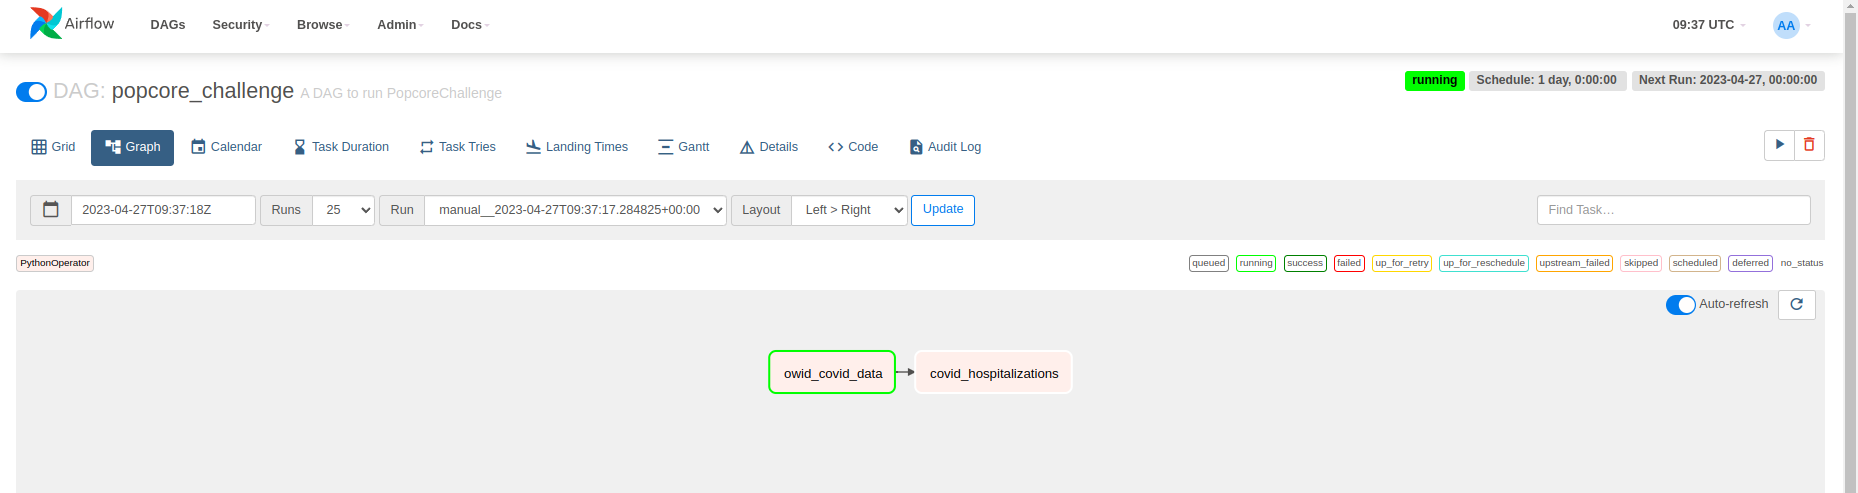 Airflow DAGs Security Browse Admin Docs 09:37 UTC AA
DAG: popcore_challenge A DAG to run PopcoreChallenge running Schedule: 1 day, 0:00:00 Next Run: 2023-04-27, 00:00:00
Grid Graph Calendar Task Duration Task Tries Landing Times Gantt Details Code Audit Log
2023-04-27T09:37:18Z Runs 25 Run manual__2023-04-27T09:37:17.284825+00:00 Layout Left > Right Update Find Task…
PythonOperator queued running success failed up_for_retry up_for_reschedule upstream_failed skipped scheduled deferred no_status
Auto-refresh
owid_covid_data covid_hospitalizations